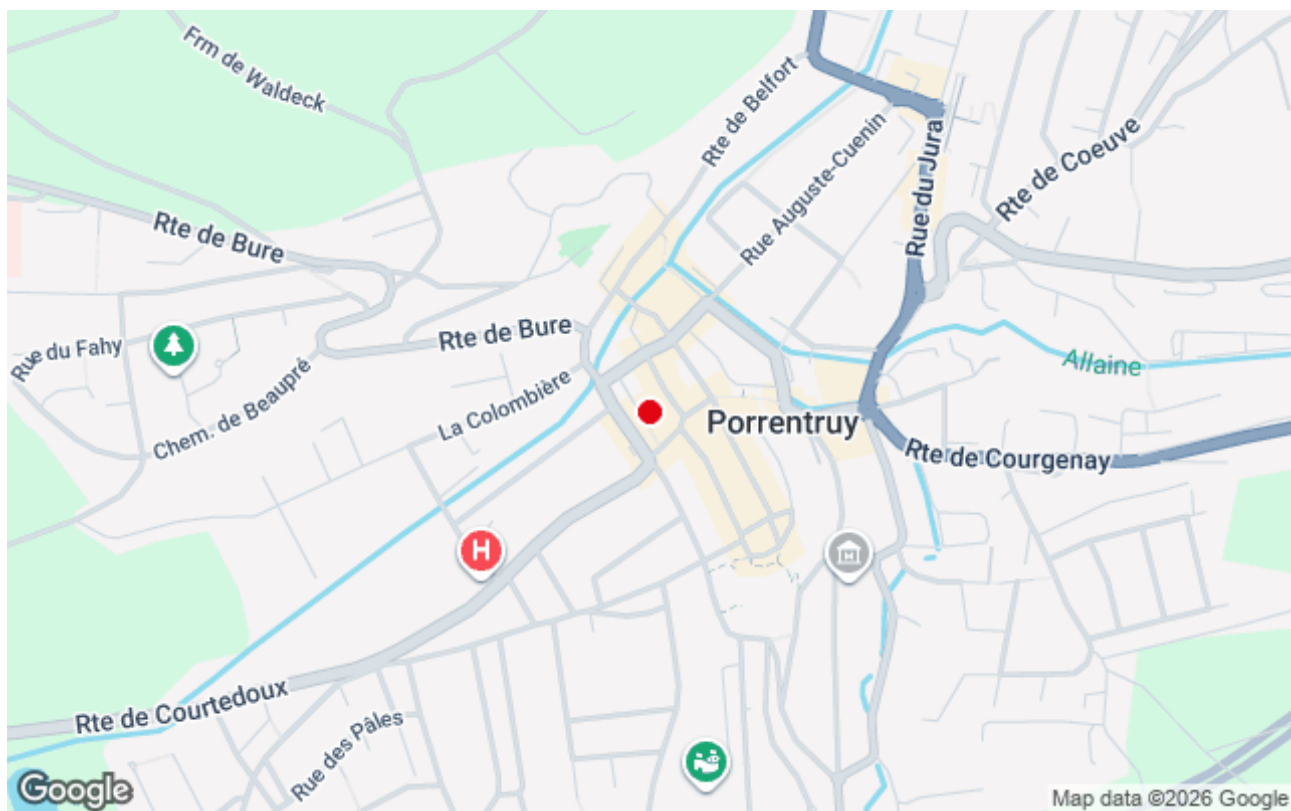 Frm de Waldeck
Rte de Belfort
Rue Auguste-Cuenin
Rue du Jura
Rte de Coeuve
Rte de Bure
Rte de Bure
Rue du Fahy
Allaine
Chem. de Beaupré
La Colombière
Porrentruy
Rte de Courgenay
H
Rte de Courtedoux
Rue des Pâles
Google
Map data ©2026 Google